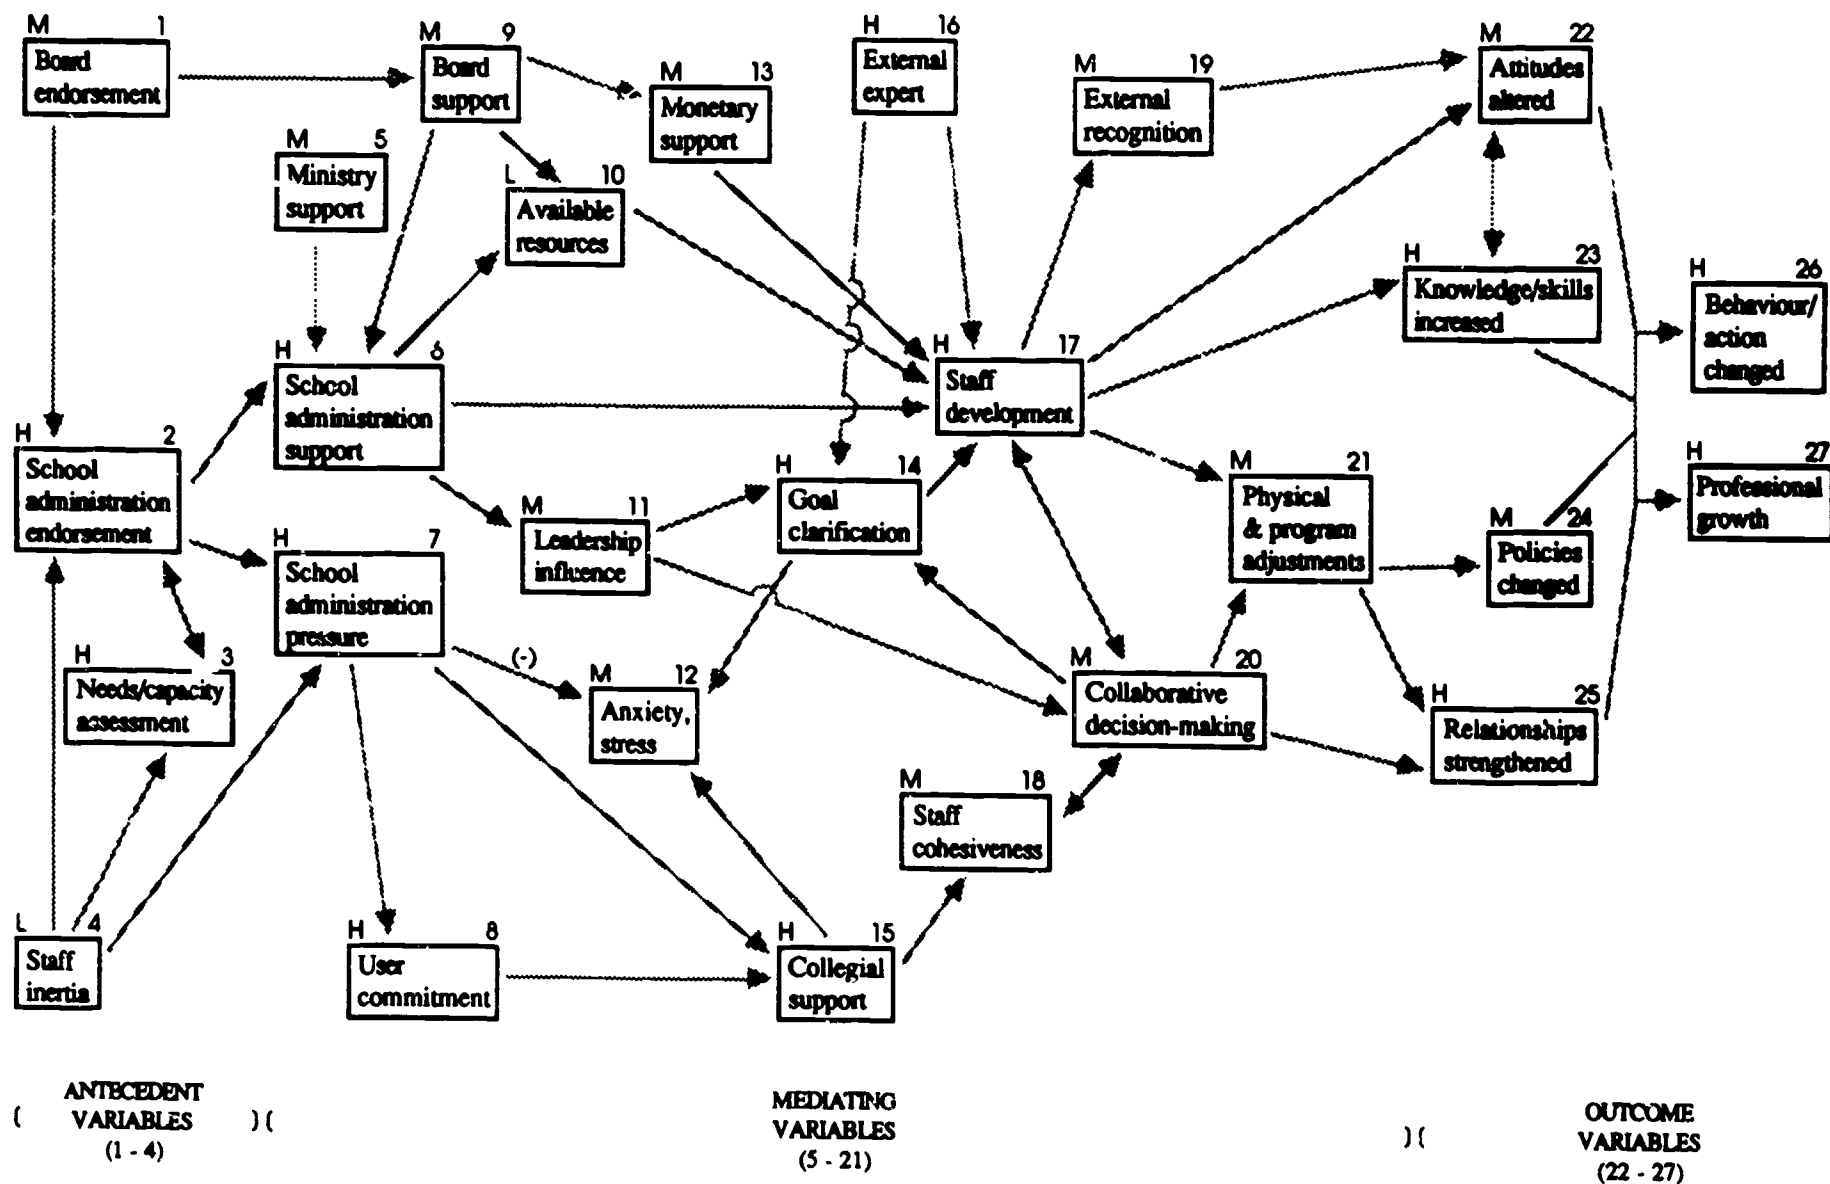 M 1
Board
endorsement
M 9
Board
support
M 13
Monetary
support
H 16
External
expert
M 19
External
recognition
M 22
Attitudes
altered
M 5
Ministry
support
L 10
Available
resources
H 23
Knowledge/skills
increased
H 26
Behaviour/
action
changed
H 6
School
administration
support
H 17
Staff
development
H 2
School
administration
endorsement
H 14
Goal
clarification
M 21
Physical
& program
adjustments
H 27
Professional
growth
M 11
Leadership
influence
M 24
Policies
changed
H 7
School
administration
pressure
(-)
H 3
Needs/capacity
assessment
M 12
Anxiety,
stress
M 20
Collaborative
decision-making
H 25
Relationships
strengthened
M 18
Staff
cohesiveness
L 4
Staff
inertia
H 8
User
commitment
H 15
Collegial
support
( ANTECEDENT
VARIABLES ) (
(1 - 4)
MEDIATING
VARIABLES
(5 - 21)
) ( OUTCOME
VARIABLES
(22 - 27)